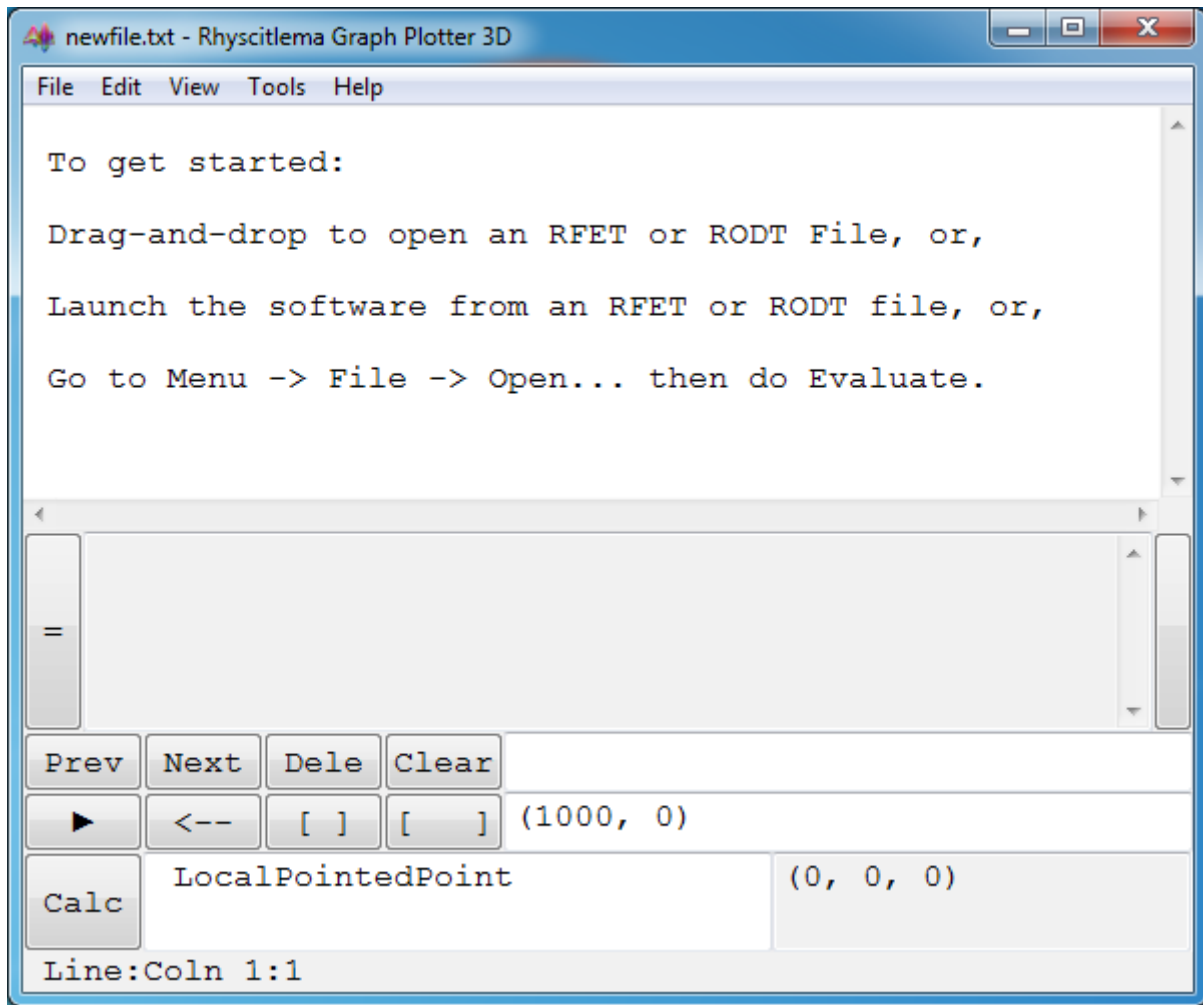 newfile.txt - Rhyscitlema Graph Plotter 3D
File Edit View Tools Help
To get started:
Drag-and-drop to open an RFET or RODT File, or,
Launch the software from an RFET or RODT file, or,
Go to Menu -> File -> Open... then do Evaluate.
=
Prev Next Dele Clear
► <-- [ ] [    ] (1000, 0)
Calc LocalPointedPoint (0, 0, 0)
Line:Coln 1:1